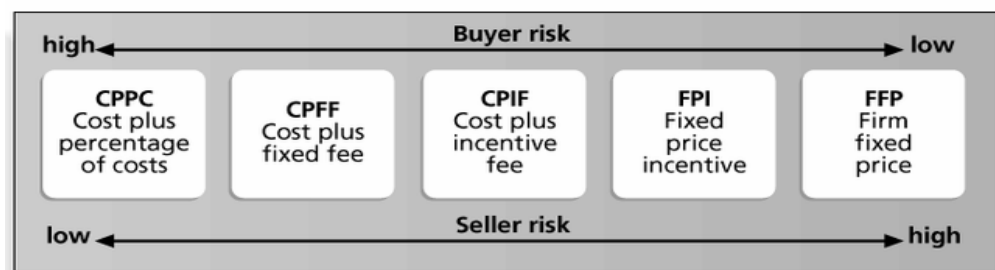 Buyer risk
high
low
CPPC
Cost plus
percentage
of costs
CPFF
Cost plus
fixed fee
CPIF
Cost plus
incentive
fee
FPI
Fixed
price
incentive
FFP
Firm
fixed
price
Seller risk
low
high